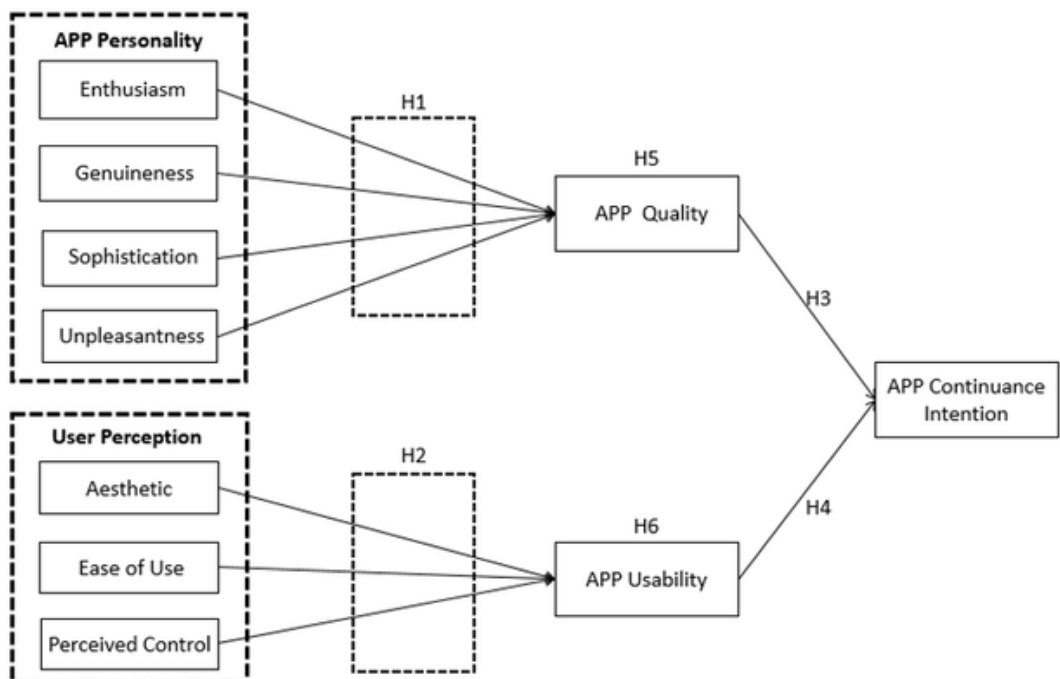 APP Personality
Enthusiasm
Genuineness
Sophistication
Unpleasantness
H1
H5
APP Quality
H3
APP Continuance
Intention
User Perception
Aesthetic
Ease of Use
Perceived Control
H2
H6
APP Usability
H4